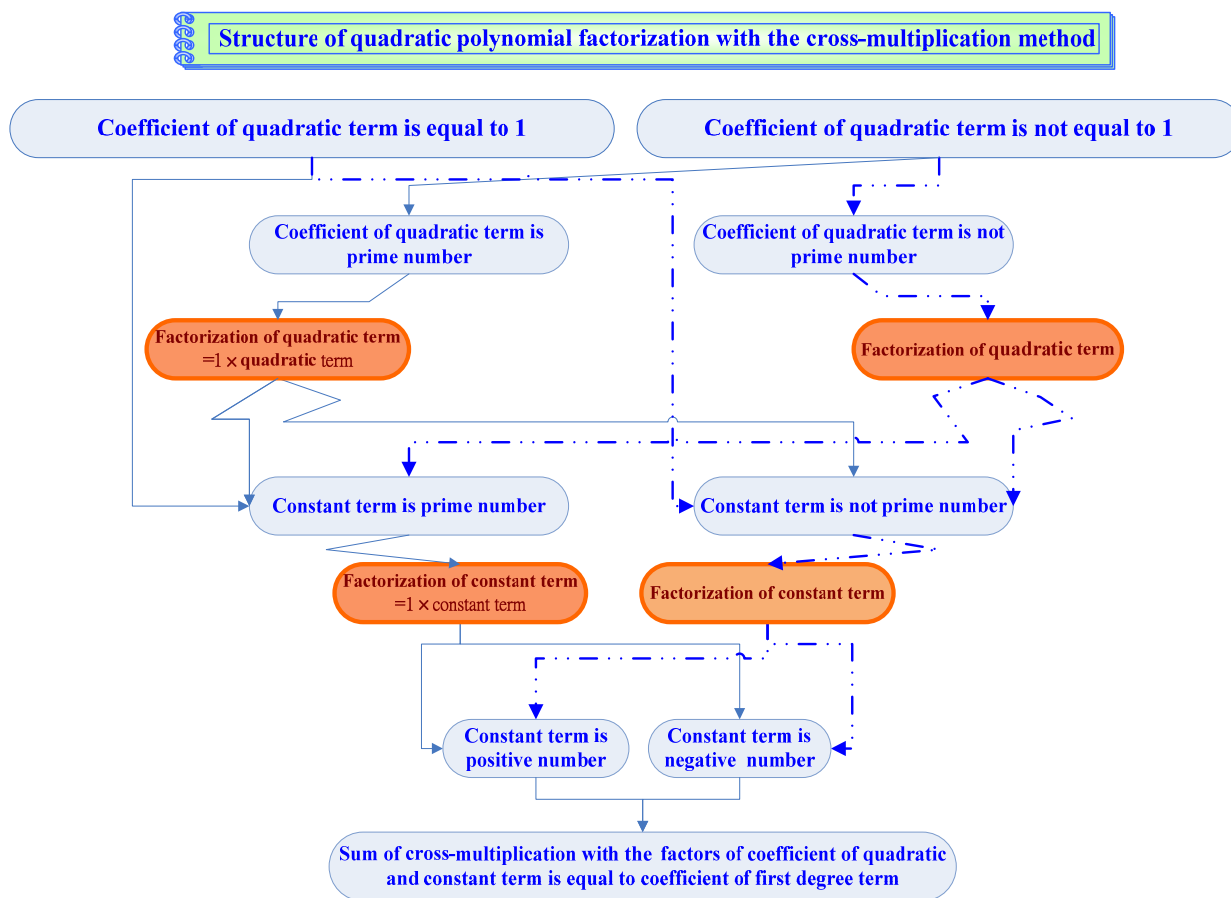 Structure of quadratic polynomial factorization with the cross-multiplication method
Coefficient of quadratic term is equal to 1
Coefficient of quadratic term is not equal to 1
Coefficient of quadratic term is
prime number
Coefficient of quadratic term is not
prime number
Factorization of quadratic term
=1 × quadratic term
Factorization of quadratic term
Constant term is prime number
Constant term is not prime number
Factorization of constant term
=1 × constant term
Factorization of constant term
Constant term is
positive number
Constant term is
negative number
Sum of cross-multiplication with the factors of coefficient of quadratic
and constant term is equal to coefficient of first degree term